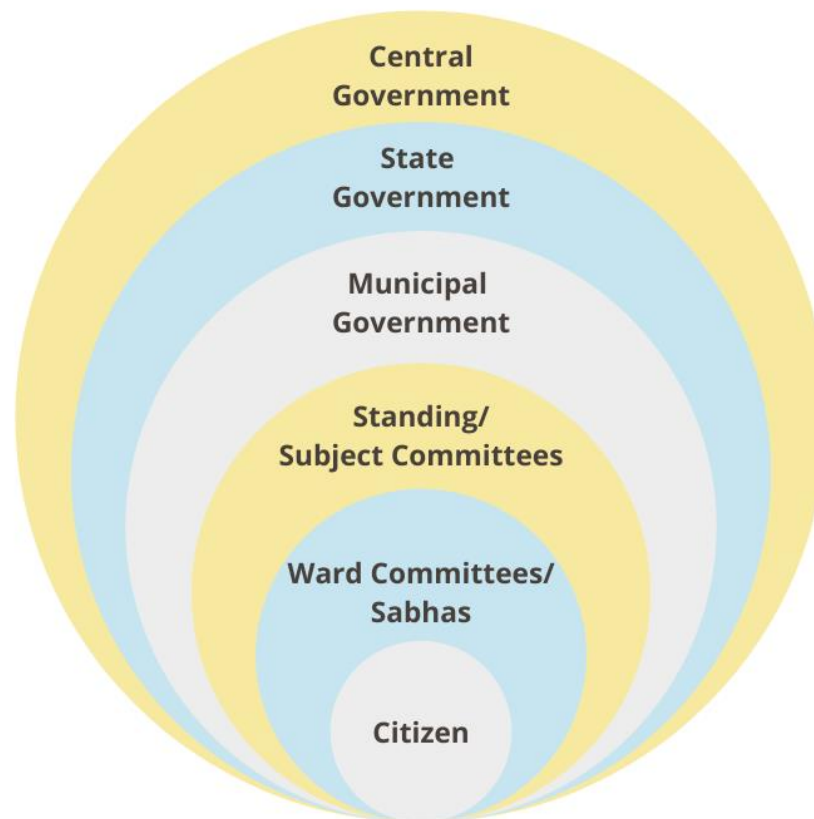 Central
Government
State
Government
Municipal
Government
Standing/
Subject Committees
Ward Committees/
Sabhas
Citizen